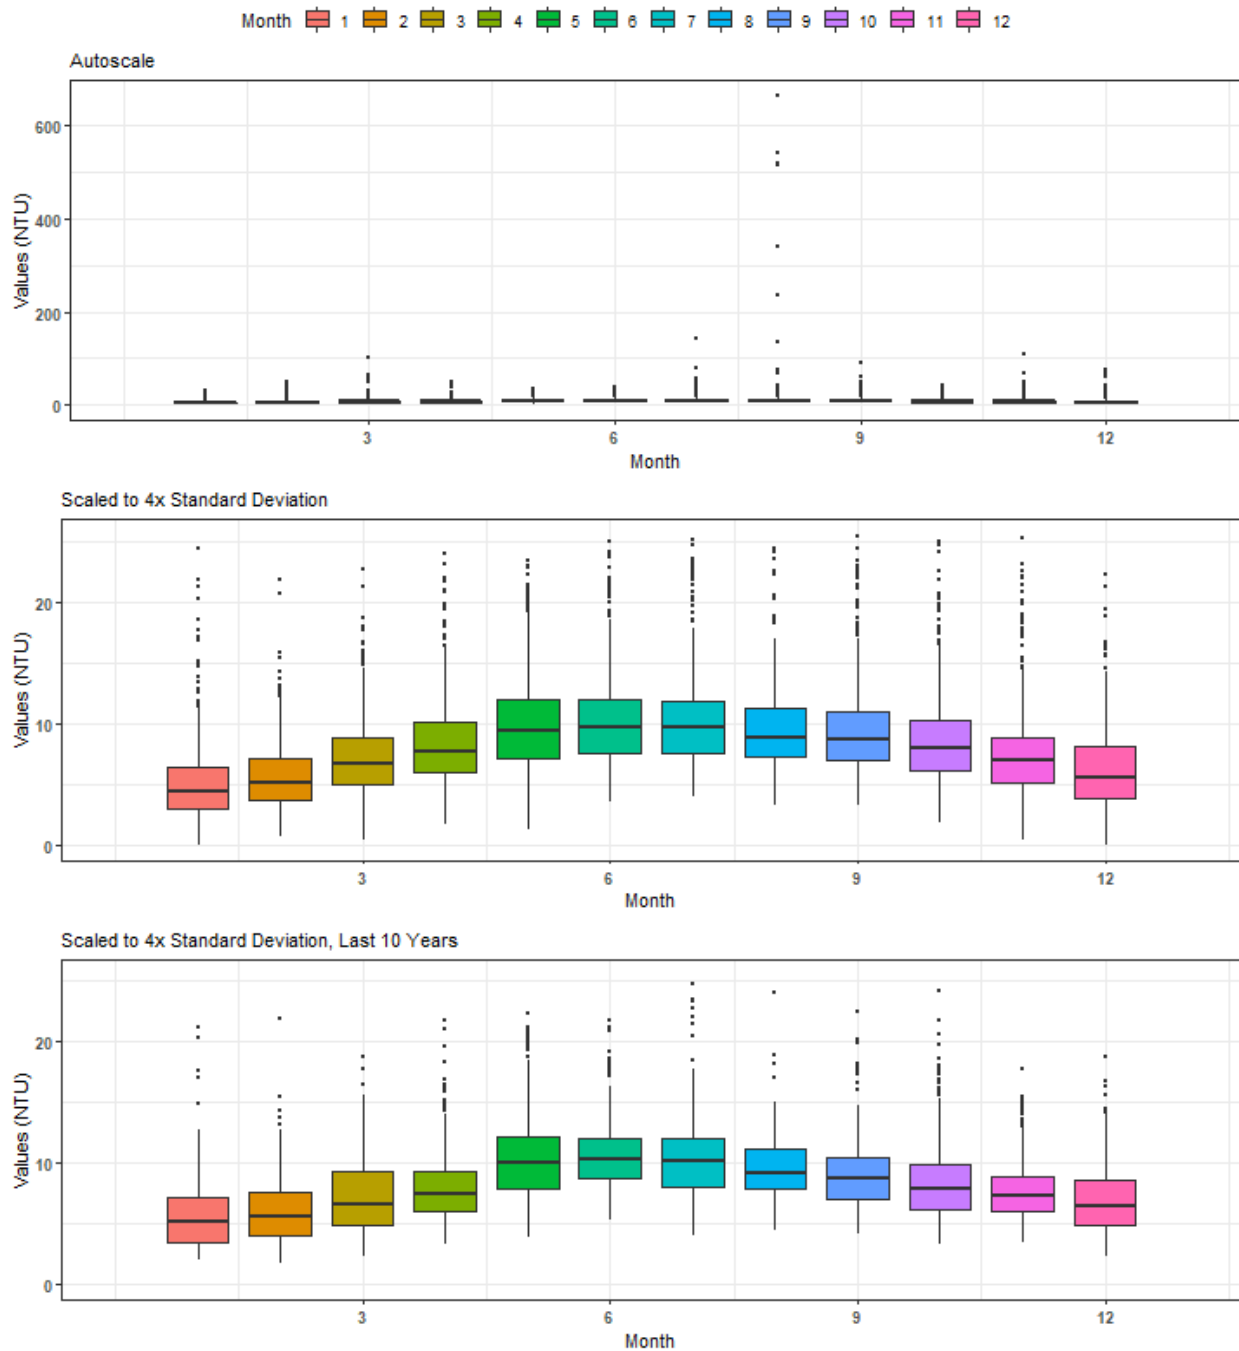 Month 1 2 3 4 5 6 7 8 9 10 11 12
Autoscale
Values (NTU)
600
400
200
0
3 6 9 12
Month
Scaled to 4x Standard Deviation
Values (NTU)
20
10
0
3 6 9 12
Month
Scaled to 4x Standard Deviation, Last 10 Years
Values (NTU)
20
10
0
3 6 9 12
Month